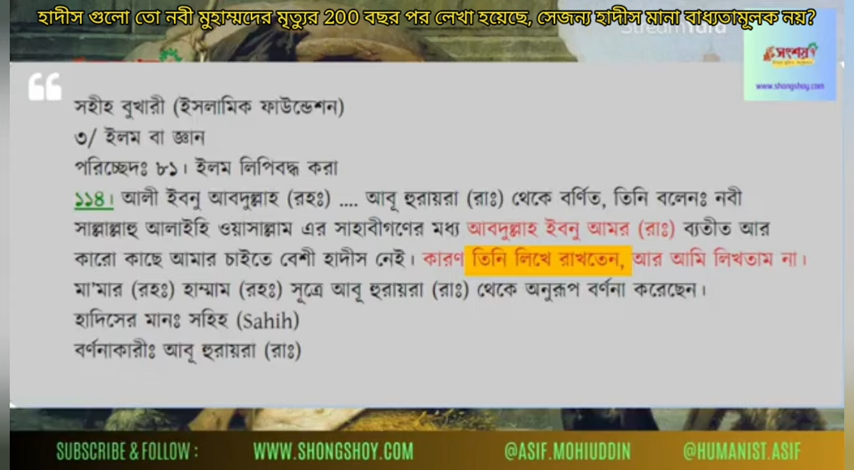 হাদীস গুলো তো নবী মুহাম্মদের মৃত্যুর 200 বছর পর লেখা হয়েছে, সেজন্য হাদীস মানা বাধ্যতামূলক নয়?
সংশয়
www.shongshoy.com
সহীহ বুখারী (ইসলামিক ফাউন্ডেশন)
৩/ ইলম বা জ্ঞান
পরিচ্ছেদঃ ৮১। ইলম লিপিবদ্ধ করা
১১৪। আলী ইবনু আবদুল্লাহ (রহঃ) .... আবূ হুরায়রা (রাঃ) থেকে বর্ণিত, তিনি বলেনঃ নবী
সাল্লাল্লাহু আলাইহি ওয়াসাল্লাম এর সাহাবীগণের মধ্য আবদুল্লাহ ইবনু আমর (রাঃ) ব্যতীত আর
কারো কাছে আমার চাইতে বেশী হাদীস নেই। কারণ তিনি লিখে রাখতেন, আর আমি লিখতাম না।
মা'মার (রহঃ) হাম্মাম (রহঃ) সূত্রে আবূ হুরায়রা (রাঃ) থেকে অনুরূপ বর্ণনা করেছেন।
হাদিসের মানঃ সহিহ (Sahih)
বর্ণনাকারীঃ আবূ হুরায়রা (রাঃ)
SUBSCRIBE & FOLLOW : WWW.SHONGSHOY.COM @ASIF.MOHIUDDIN @HUMANIST.ASIF